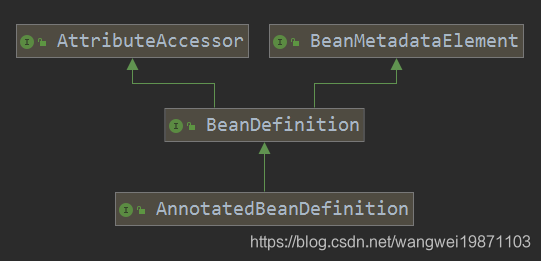 AttributeAccessor
BeanMetadataElement
BeanDefinition
AnnotatedBeanDefinition
https://blog.csdn.net/wangwei19871103